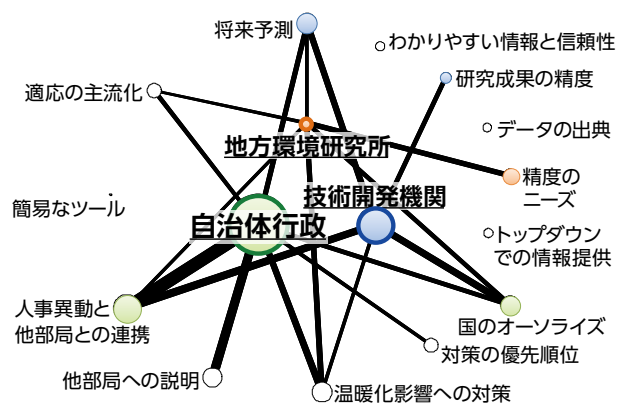 将来予測
わかりやすい情報と信頼性
研究成果の精度
適応の主流化
データの出典
地方環境研究所
精度の
ニーズ
技術開発機関
簡易なツール
自治体行政
トップダウン
での情報提供
人事異動と
他部局との連携
国のオーソライズ
対策の優先順位
他部局への説明
温暖化影響への対策